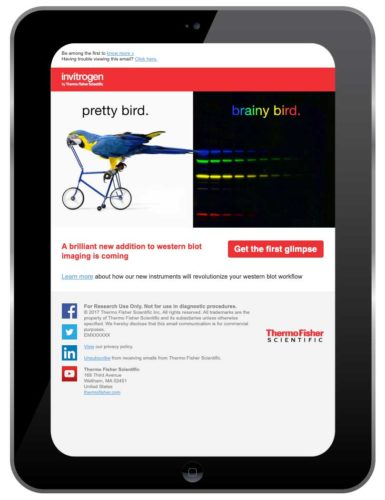 Be among the first to know more »
Having trouble viewing this email? Click here.
invitrogen
by Thermo Fisher Scientific
pretty bird.
brainy bird.
A brilliant new addition to western blot
imaging is coming
Get the first glimpse
Learn more about how our new instruments will revolutionize your western blot workflow
For Research Use Only. Not for use in diagnostic procedures.
© 2017 Thermo Fisher Scientific Inc. All rights reserved. All trademarks are the
property of Thermo Fisher Scientific and its subsidiaries unless otherwise
specified. We hereby disclose that this email communication is for commercial
purposes.
EMXXXXXX
View our privacy policy.
Unsubscribe from receiving emails from Thermo Fisher Scientific.
Thermo Fisher Scientific
168 Third Avenue
Waltham, MA 02451
United States
thermofisher.com
ThermoFisher
SCIENTIFIC